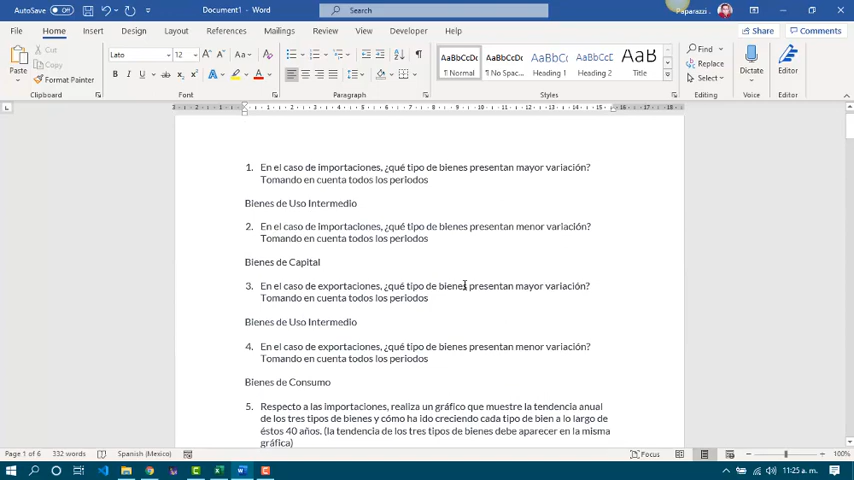 AutoSave Off Document1 - Word Search Paparazzi .
File Home Insert Draw Design Layout References Mailings Review View Developer Help Share Comments
Cut Lato 12 Find
Copy AaBbCcDc AaBbCcDc AaBbCc AaBbCcD AaB Replace
Paste Format Painter ¶ Normal ¶ No Spac... Heading 1 Heading 2 Title Select Dictate Editor
Clipboard Font Paragraph Styles Editing Voice Editor
1. En el caso de importaciones, ¿qué tipo de bienes presentan mayor variación?
Tomando en cuenta todos los periodos
Bienes de Uso Intermedio
2. En el caso de importaciones, ¿qué tipo de bienes presentan menor variación?
Tomando en cuenta todos los periodos
Bienes de Capital
3. En el caso de exportaciones, ¿qué tipo de bienes presentan mayor variación?
Tomando en cuenta todos los periodos
Bienes de Uso Intermedio
4. En el caso de exportaciones, ¿qué tipo de bienes presentan menor variación?
Tomando en cuenta todos los periodos
Bienes de Consumo
5. Respecto a las importaciones, realiza un gráfico que muestre la tendencia anual
de los tres tipos de bienes y cómo ha ido creciendo cada tipo de bien a lo largo de
éstos 40 años. (la tendencia de los tres tipos de bienes debe aparecer en la misma
gráfica)
Page 1 of 6 332 words Spanish (Mexico) Focus 100%
11:25 a. m.